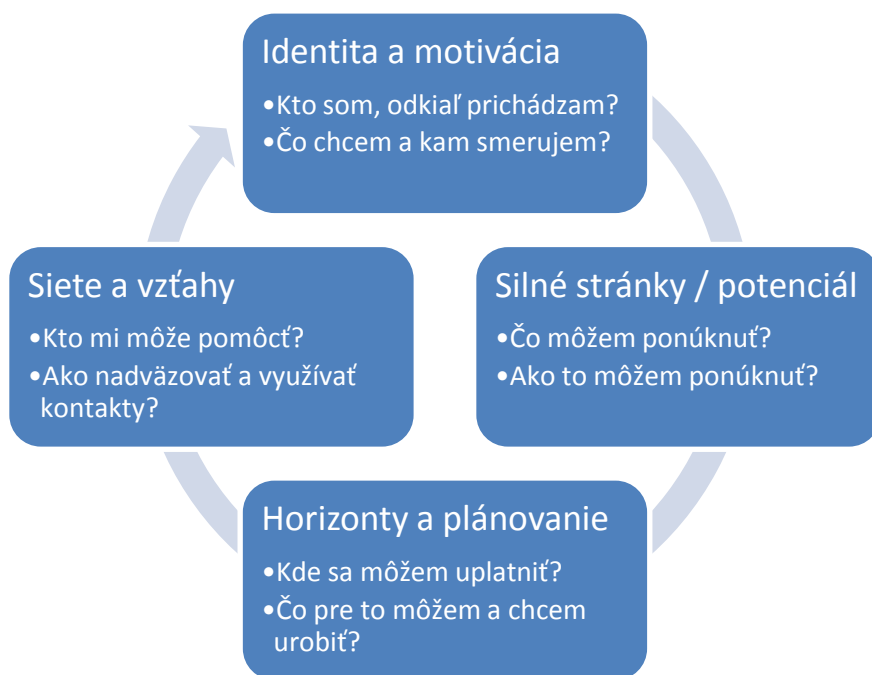 Identita a motivácia
•Kto som, odkiaľ prichádzam?
•Čo chcem a kam smerujem?
Silné stránky / potenciál
•Čo môžem ponúknuť?
•Ako to môžem ponúknuť?
Horizonty a plánovanie
•Kde sa môžem uplatniť?
•Čo pre to môžem a chcem
urobiť?
Siete a vzťahy
•Kto mi môže pomôcť?
•Ako nadväzovať a využívať
kontakty?